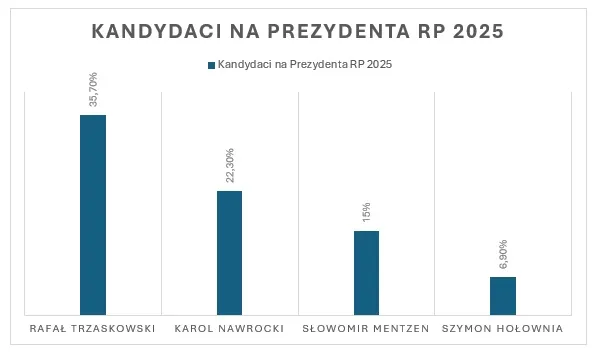 KANDYDACI NA PREZYDENTA RP 2025
Kandydaci na Prezydenta RP 2025
35,70%
22,30%
15%
6,90%
RAFAŁ TRZASKOWSKI
KAROL NAWROCKI
SŁOWOMIR MENTZEN
SZYMON HOŁOWNIA